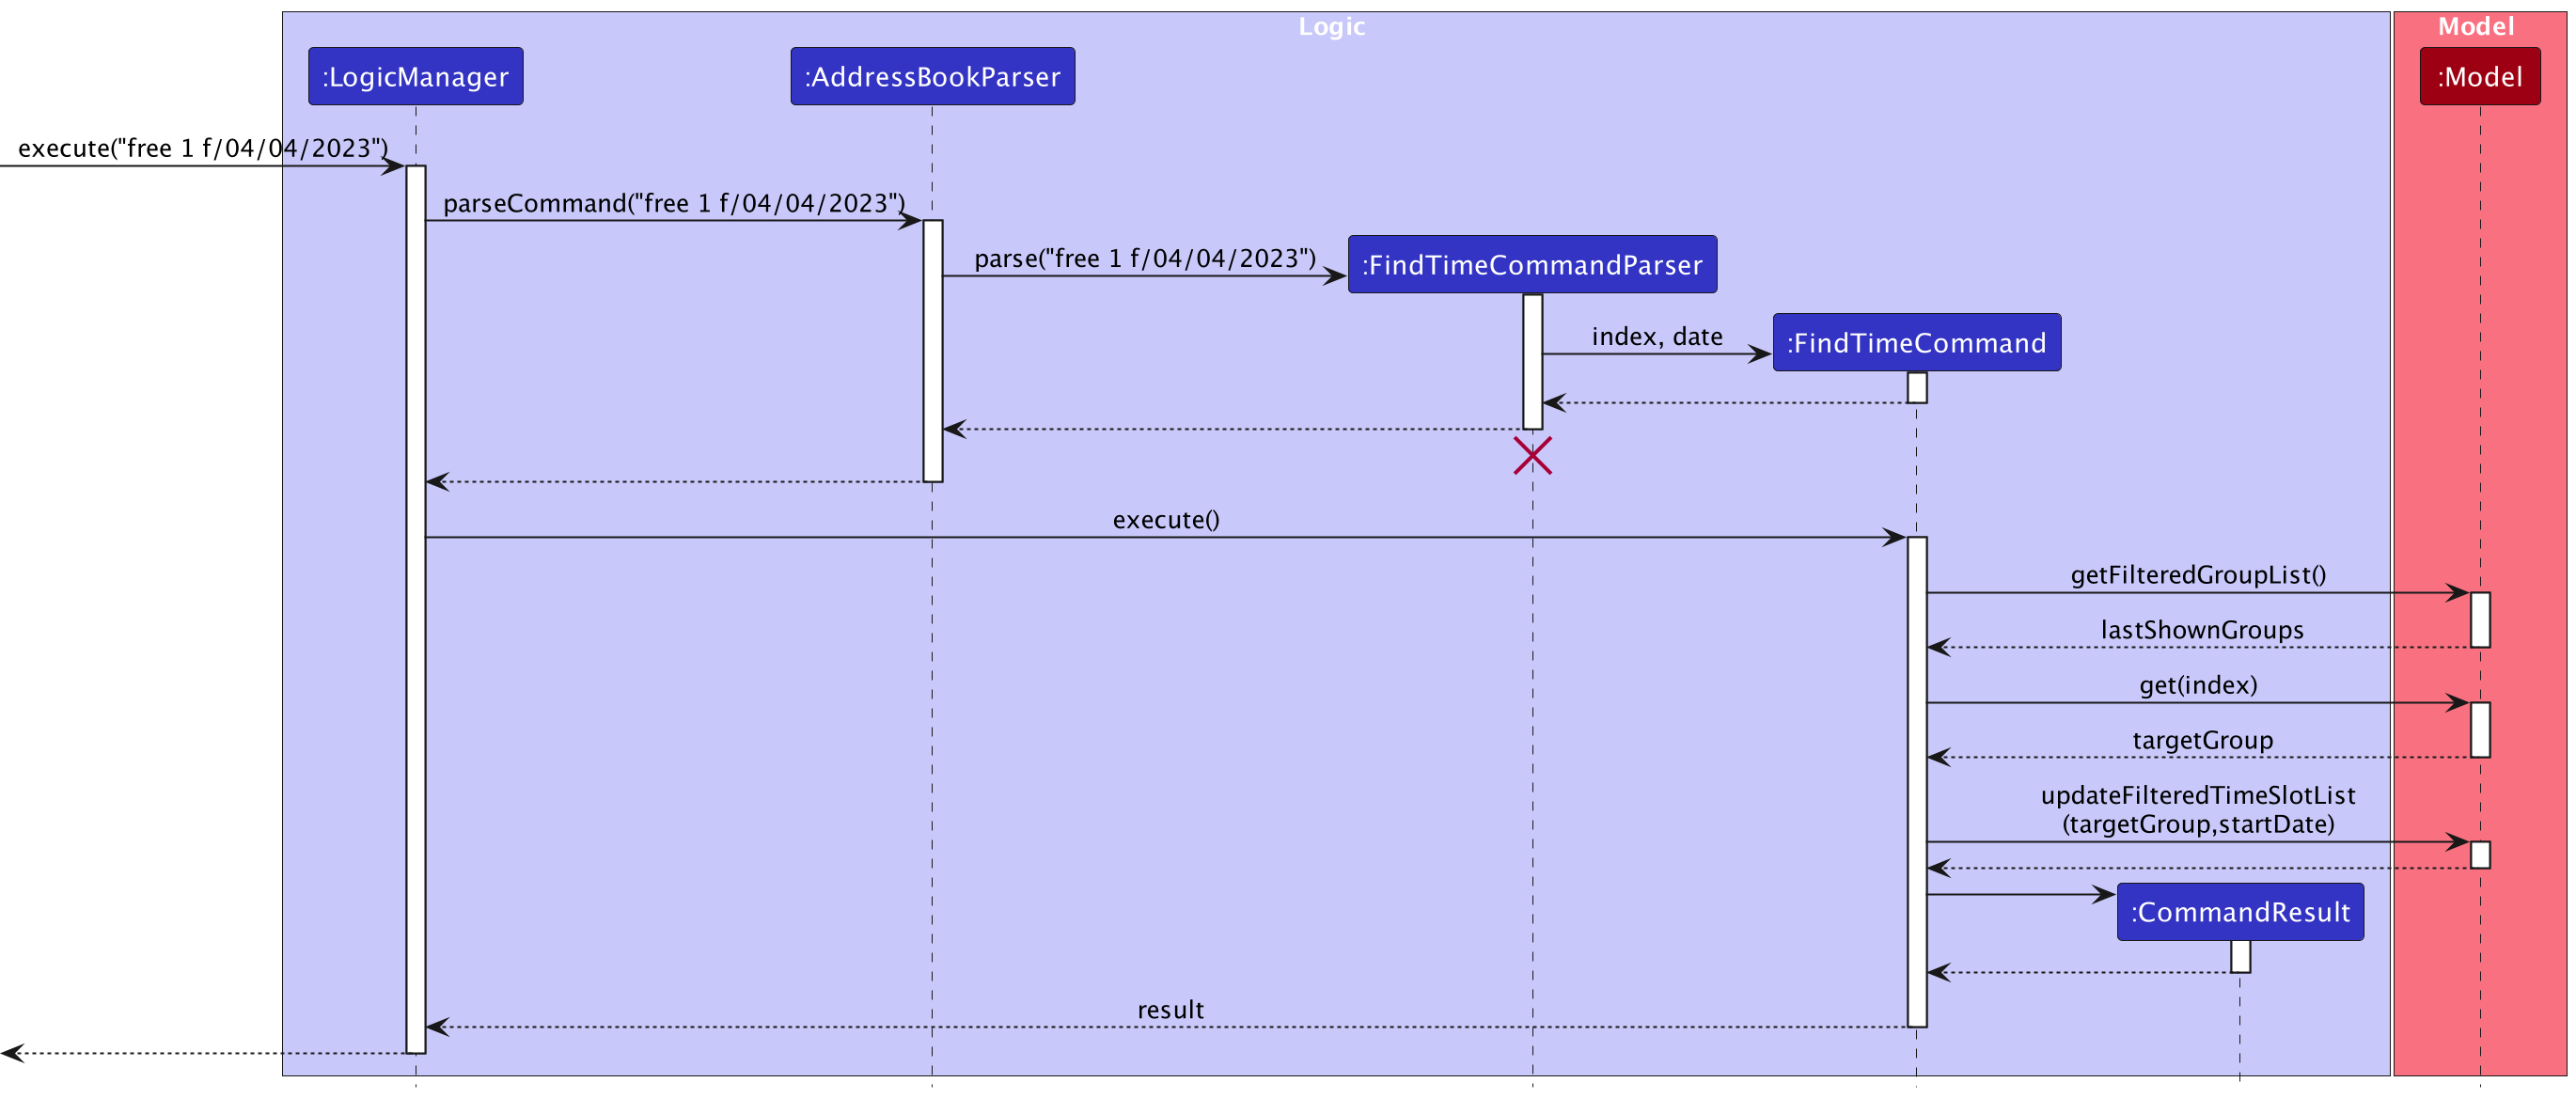 Logic
Model
:LogicManager
:AddressBookParser
:Model
execute("free 1 f/04/04/2023")
parseCommand("free 1 f/04/04/2023")
parse("free 1 f/04/04/2023")
:FindTimeCommandParser
index, date
:FindTimeCommand
execute()
getFilteredGroupList()
lastShownGroups
get(index)
targetGroup
updateFilteredTimeSlotList
(targetGroup,startDate)
:CommandResult
result